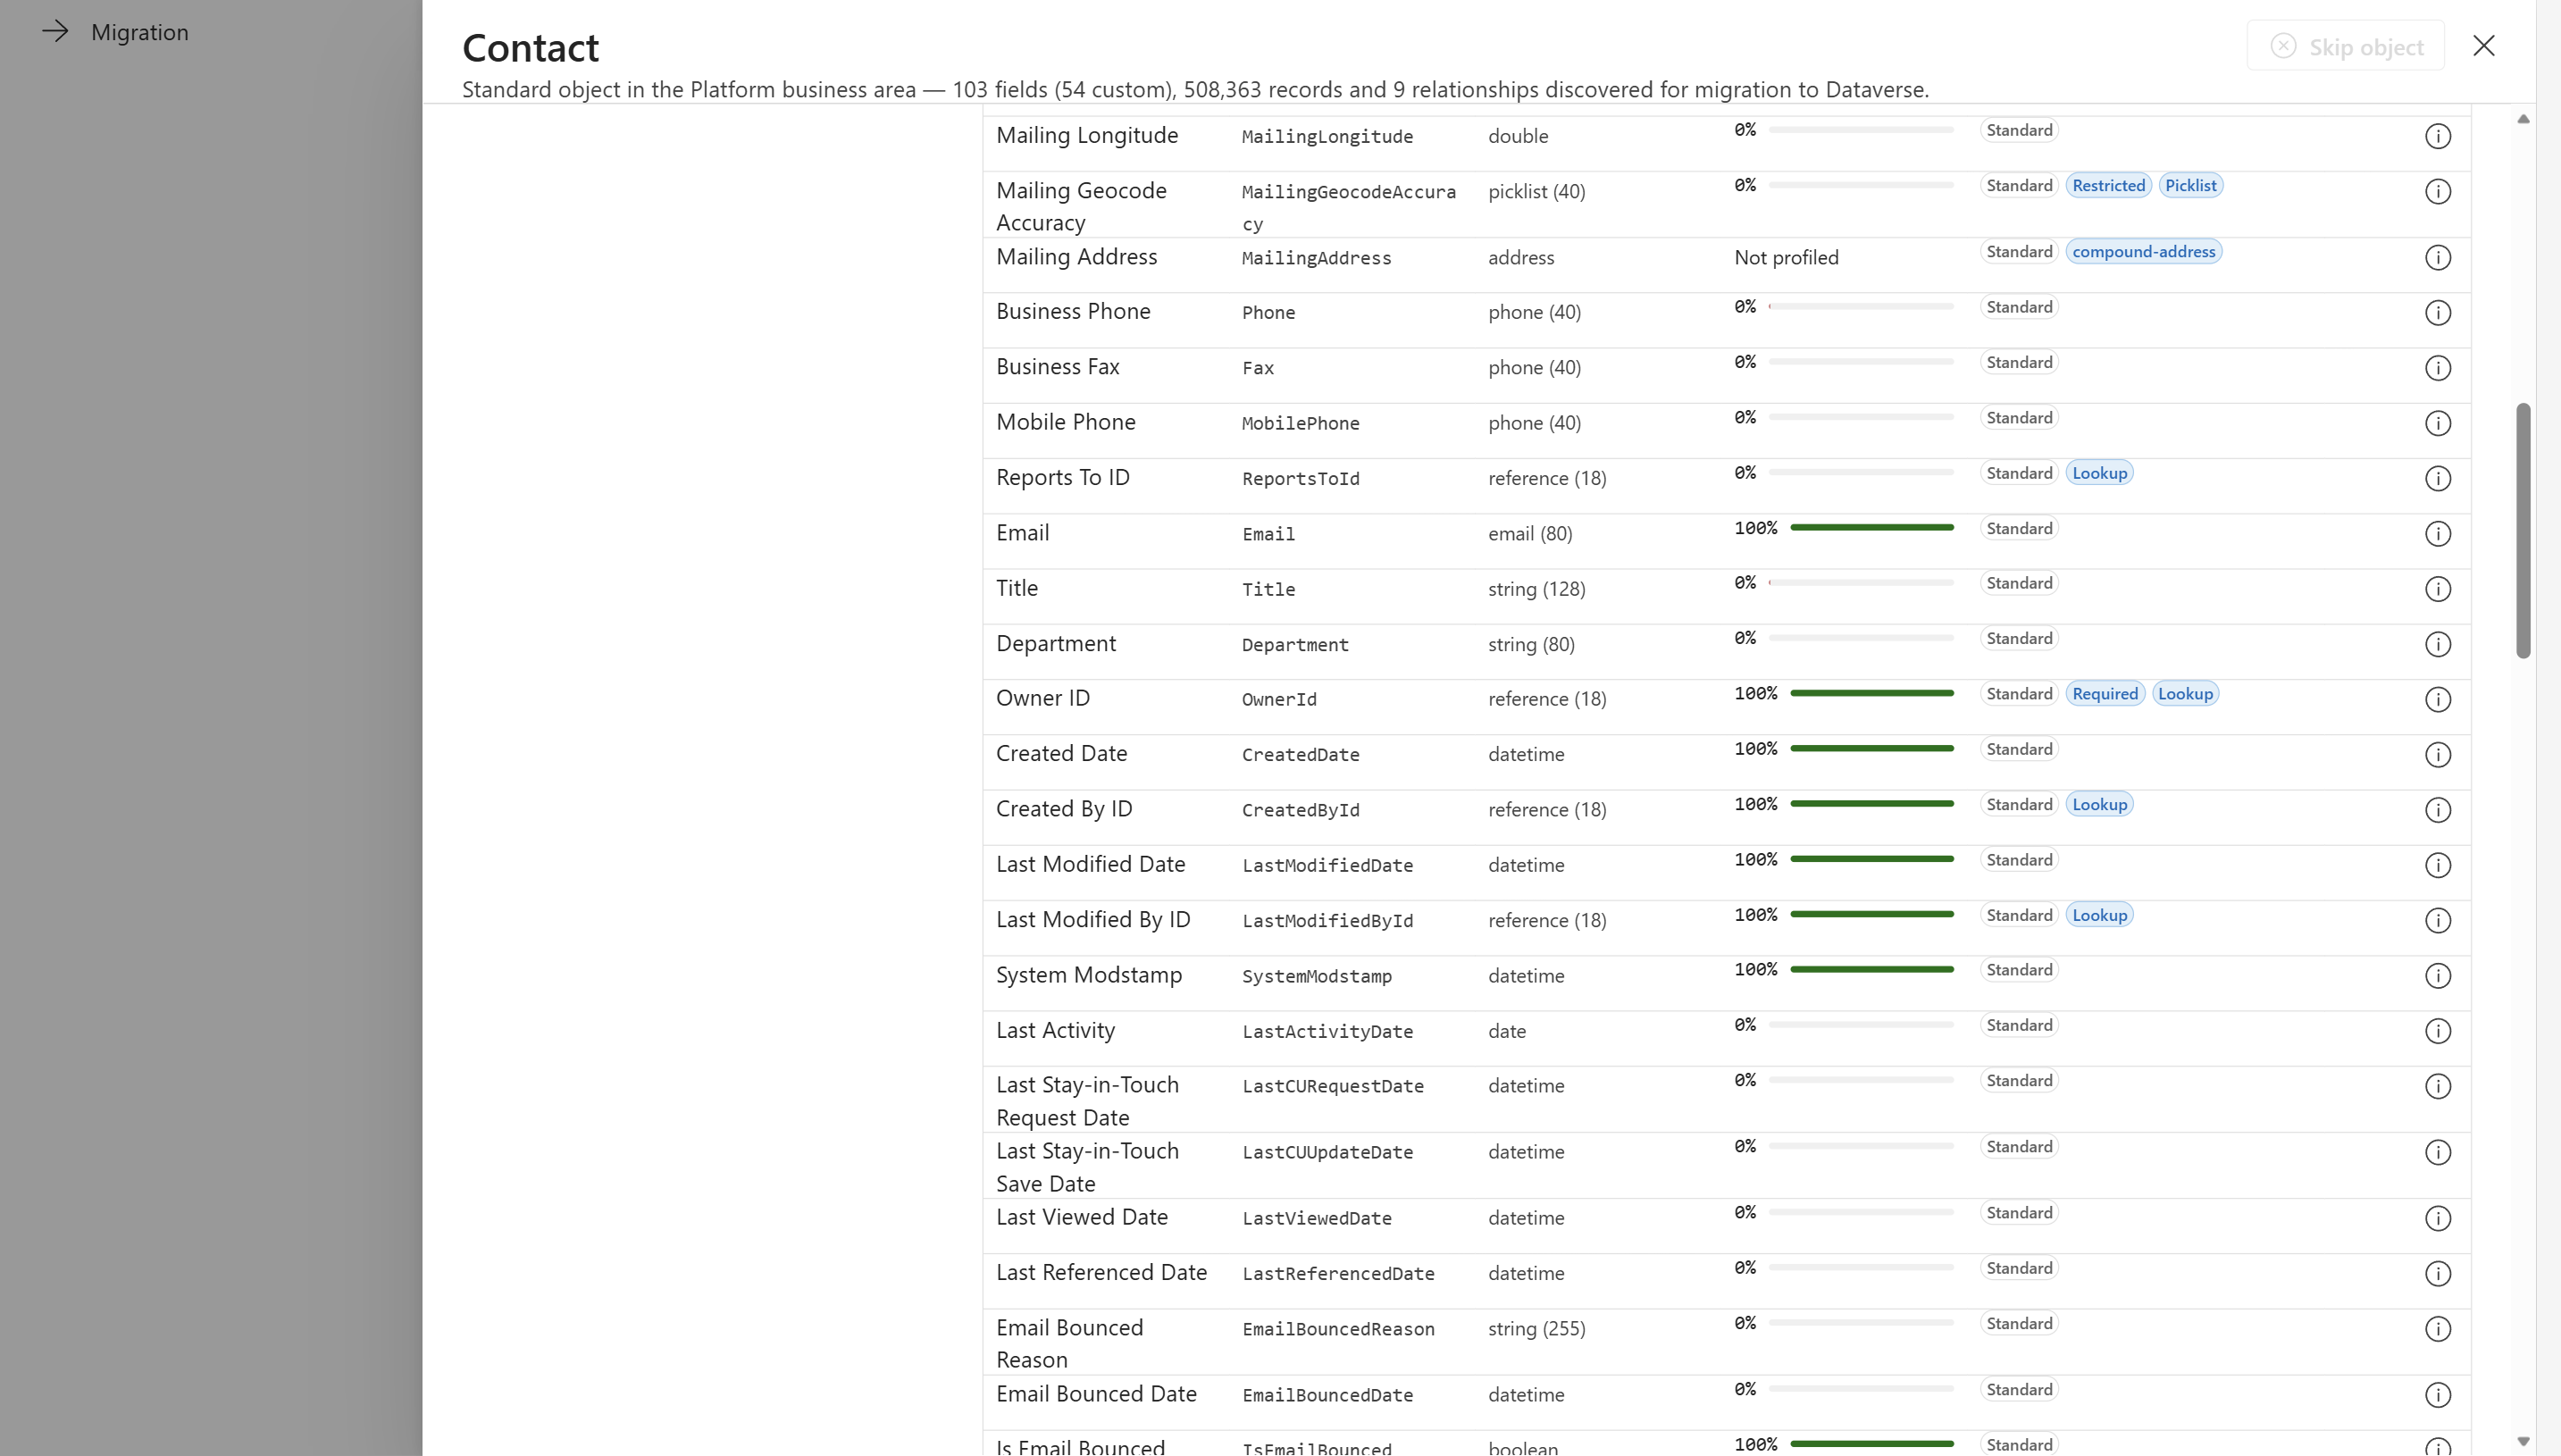 Migration
Contact
Skip object
Standard object in the Platform business area — 103 fields (54 custom), 508,363 records and 9 relationships discovered for migration to Dataverse.
Mailing Longitude MailingLongitude double 0% Standard
Mailing Geocode MailingGeocodeAccura picklist (40) 0% Standard Restricted Picklist
Accuracy cy
Mailing Address MailingAddress address Not profiled Standard compound-address
Business Phone Phone phone (40) 0% Standard
Business Fax Fax phone (40) 0% Standard
Mobile Phone MobilePhone phone (40) 0% Standard
Reports To ID ReportsToId reference (18) 0% Standard Lookup
Email Email email (80) 100% Standard
Title Title string (128) 0% Standard
Department Department string (80) 0% Standard
Owner ID OwnerId reference (18) 100% Standard Required Lookup
Created Date CreatedDate datetime 100% Standard
Created By ID CreatedById reference (18) 100% Standard Lookup
Last Modified Date LastModifiedDate datetime 100% Standard
Last Modified By ID LastModifiedById reference (18) 100% Standard Lookup
System Modstamp SystemModstamp datetime 100% Standard
Last Activity LastActivityDate date 0% Standard
Last Stay-in-Touch LastCURequestDate datetime 0% Standard
Request Date
Last Stay-in-Touch LastCUUpdateDate datetime 0% Standard
Save Date
Last Viewed Date LastViewedDate datetime 0% Standard
Last Referenced Date LastReferencedDate datetime 0% Standard
Email Bounced EmailBouncedReason string (255) 0% Standard
Reason
Email Bounced Date EmailBouncedDate datetime 0% Standard
Is Email Bounced IsEmailBounced boolean 100% Standard